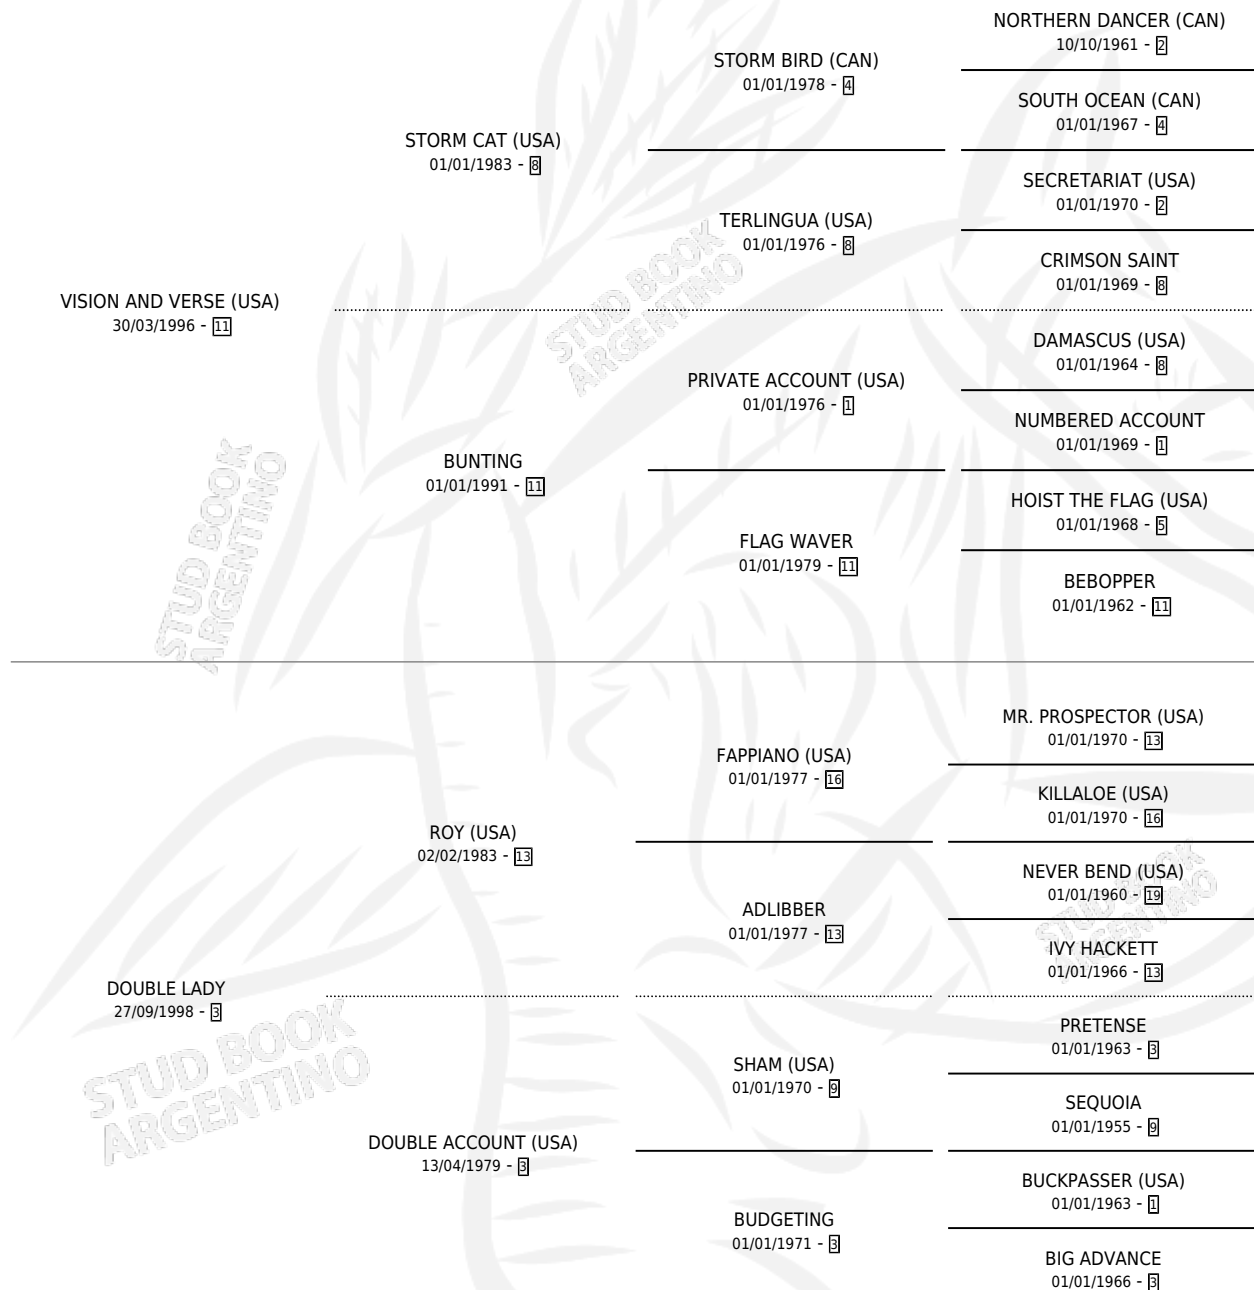 NORTHERN DANCER (CAN)
10/10/1961 - 2
STORM BIRD (CAN)
01/01/1978 - 4
SOUTH OCEAN (CAN)
01/01/1967 - 4
STORM CAT (USA)
01/01/1983 - 8
SECRETARIAT (USA)
01/01/1970 - 2
TERLINGUA (USA)
01/01/1976 - 8
CRIMSON SAINT
01/01/1969 - 8
VISION AND VERSE (USA)
30/03/1996 - 11
DAMASCUS (USA)
01/01/1964 - 8
PRIVATE ACCOUNT (USA)
01/01/1976 - 1
NUMBERED ACCOUNT
01/01/1969 - 1
BUNTING
01/01/1991 - 11
HOIST THE FLAG (USA)
01/01/1968 - 5
FLAG WAVER
01/01/1979 - 11
BEBOPPER
01/01/1962 - 11
MR. PROSPECTOR (USA)
01/01/1970 - 13
FAPPIANO (USA)
01/01/1977 - 16
KILLALOE (USA)
01/01/1970 - 16
ROY (USA)
02/02/1983 - 13
NEVER BEND (USA)
01/01/1960 - 19
ADLIBBER
01/01/1977 - 13
IVY HACKETT
01/01/1966 - 13
DOUBLE LADY
27/09/1998 - 3
PRETENSE
01/01/1963 - 3
SHAM (USA)
01/01/1970 - 9
SEQUOIA
01/01/1955 - 9
DOUBLE ACCOUNT (USA)
13/04/1979 - 3
BUCKPASSER (USA)
01/01/1963 - 1
BUDGETING
01/01/1971 - 3
BIG ADVANCE
01/01/1966 - 3
STUD BOOK
ARGENTINO
STUD BOOK
ARGENTINO
STUD BOOK
ARGENTINO
STUD BOOK
ARGENTINO